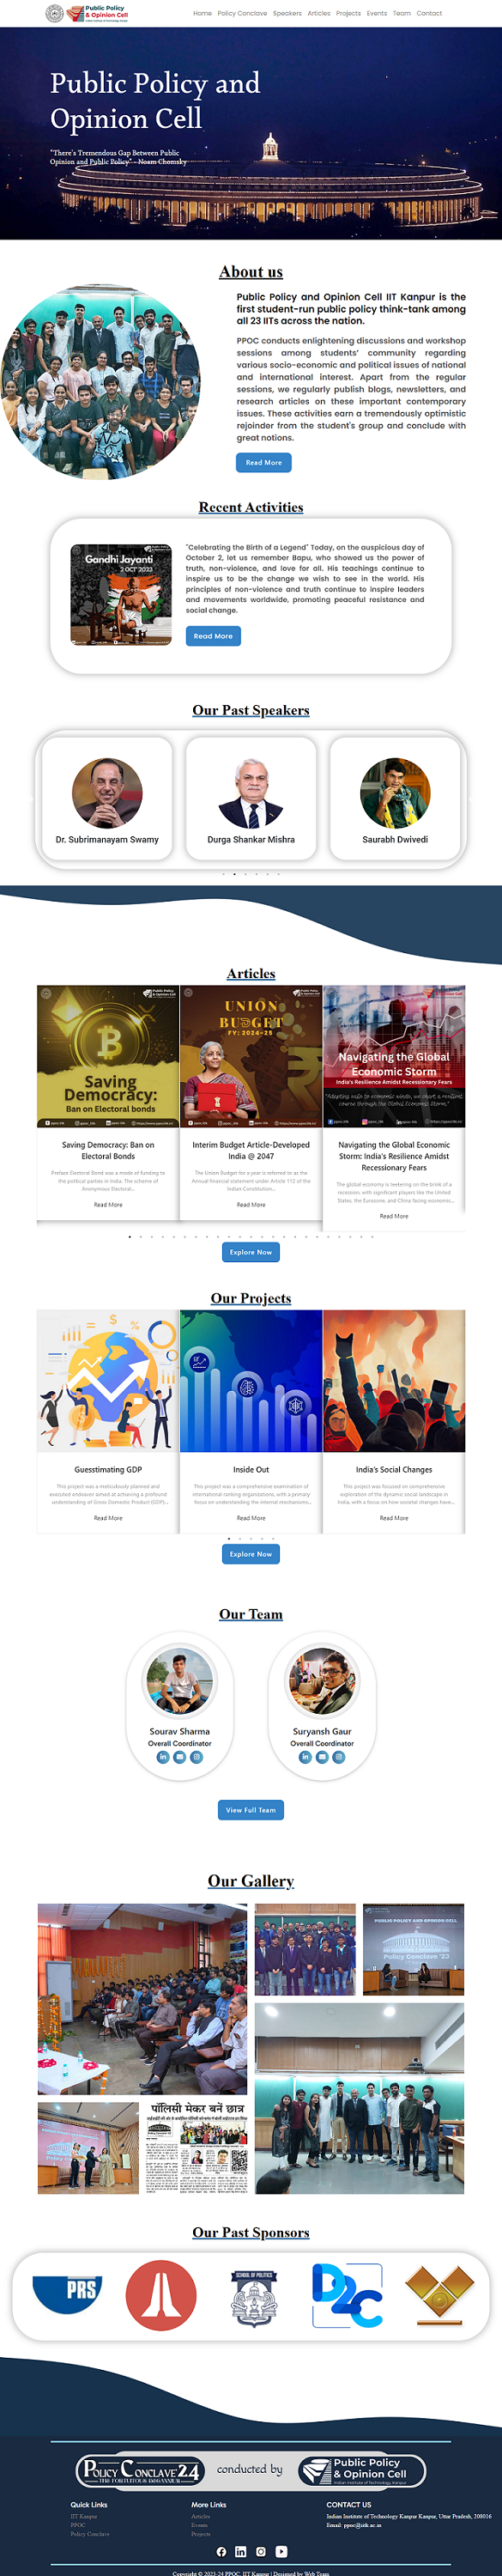 Public Policy
& Opinion Cell
Indian Institute of Technology, Kanpur
Home Policy Conclave Speakers Articles Projects Events Team Contact
Public Policy and
Opinion Cell
"There's Tremendous Gap Between Public
Opinion and Public Policy" - Noam Chomsky
About us
Public Policy and Opinion Cell IIT Kanpur is the
first student-run public policy think-tank among
all 23 IITs across the nation.
PPOC conducts enlightening discussions and workshop
sessions among students' community regarding
various socio-economic and political issues of national
and international interest. Apart from the regular
sessions, we regularly publish blogs, newsletters, and
research articles on these important contemporary
issues. These activities earn a tremendously optimistic
rejoinder from the student's group and conclude with
great notions.
Read More
Recent Activities
Gandhi Jayanti
2 OCT 2023
"Celebrating the Birth of a Legend" Today, on the auspicious day of
October 2, let us remember Bapu, who showed us the power of
truth, non-violence, and love for all. His teachings continue to
inspire us to be the change we wish to see in the world. His
principles of non-violence and truth continue to inspire leaders
and movements worldwide, promoting peaceful resistance and
social change.
Read More
Our Past Speakers
Dr. Subrimanayam Swamy
Durga Shankar Mishra
Saurabh Dwivedi
Articles
Saving
Democracy:
Ban on Electoral bonds
UNION
BUDGET
FY: 2024-25
Navigating the Global
Economic Storm
India's Resilience Amidst Recessionary Fears
Saving Democracy: Ban on
Electoral Bonds
Preface Electoral Bond was a mode of funding to
the political parties in India. The scheme of
Anonymous Electoral...
Read More
Interim Budget Article-Developed
India @ 2047
The Union Budget for a year is referred to as the
Annual financial statement under Article 112 of the
Indian Constitution...
Read More
Navigating the Global Economic
Storm: India's Resilience Amidst
Recessionary Fears
The global economy is teetering on the brink of a
recession, with significant players like the United
States, the Eurozone, and China facing economic...
Read More
Explore Now
Our Projects
Guesstimating GDP
This project was a meticulously planned and
executed endeavor aimed at achieving a profound
understanding of Gross Domestic Product (GDP)...
Read More
Inside Out
This project was a comprehensive examination of
international ranking organizations, with a primary
focus on understanding the internal mechanisms...
Read More
India's Social Changes
This project was focused on comprehensive
exploration of the dynamic social landscape in
India, with a focus on how societal changes have...
Read More
Explore Now
Our Team
Sourav Sharma
Overall Coordinator
Suryansh Gaur
Overall Coordinator
View Full Team
Our Gallery
PUBLIC POLICY AND OPINION CELL
Policy Conclave '23
पॉलिसी मेकर बनें छात्र
Our Past Sponsors
PRS
SCHOOL OF POLITICS
D2C
POLICY CONCLAVE 24
conducted by
Public Policy
& Opinion Cell
Indian Institute of Technology, Kanpur
Quick Links
IIT Kanpur
PPOC
Policy Conclave
More Links
Articles
Events
Projects
CONTACT US
Indian Institute of Technology Kanpur Kanpur, Uttar Pradesh, 208016
Email: ppoc@iitk.ac.in
Copyright © 2023-24 PPOC, IIT Kanpur | Designed by Web Team